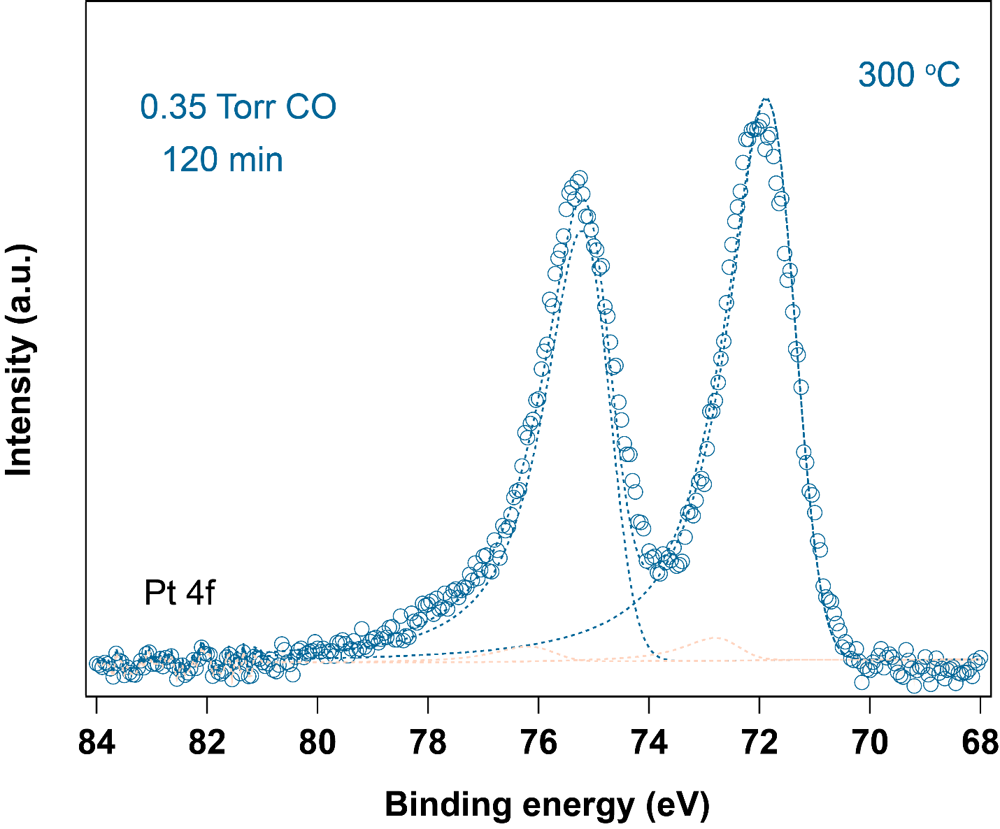 300 °C
0.35 Torr CO
120 min
Intensity (a.u.)
Pt 4f
84 82 80 78 76 74 72 70 68
Binding energy (eV)